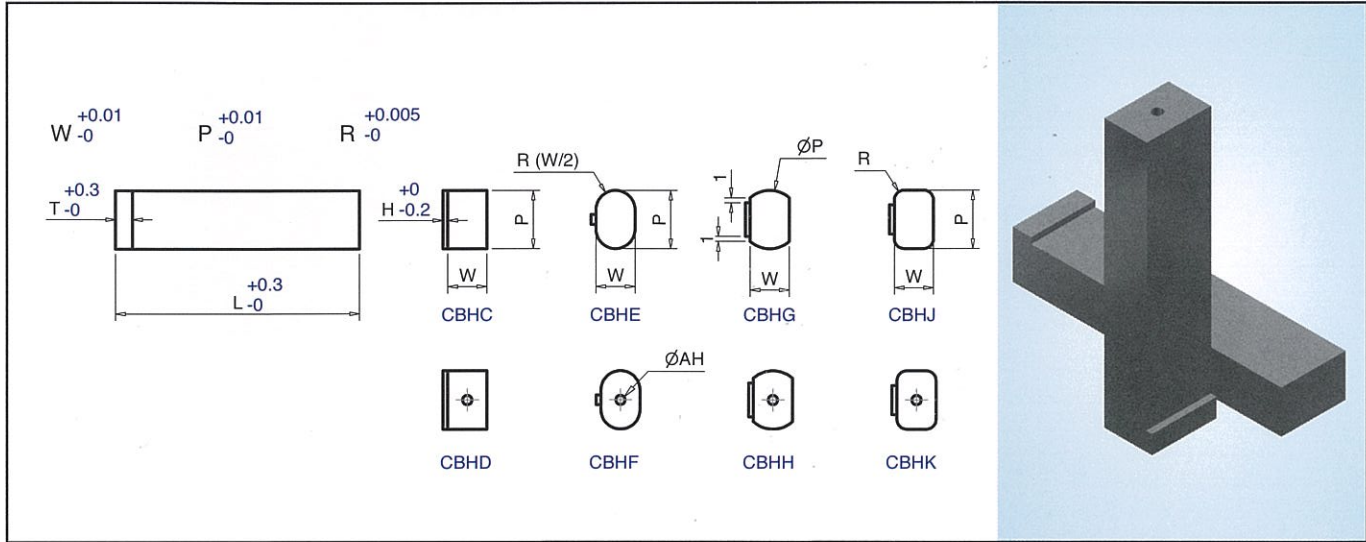 W +0.01 -0
P +0.01 -0
R +0.005 -0
T +0.3 -0
L +0.3 -0
H +0 -0.2
P
W
CBHC
R (W/2)
P
W
CBHE
ØP
1
1
W
CBHG
R
P
W
CBHJ
CBHD
ØAH
CBHF
CBHH
CBHK